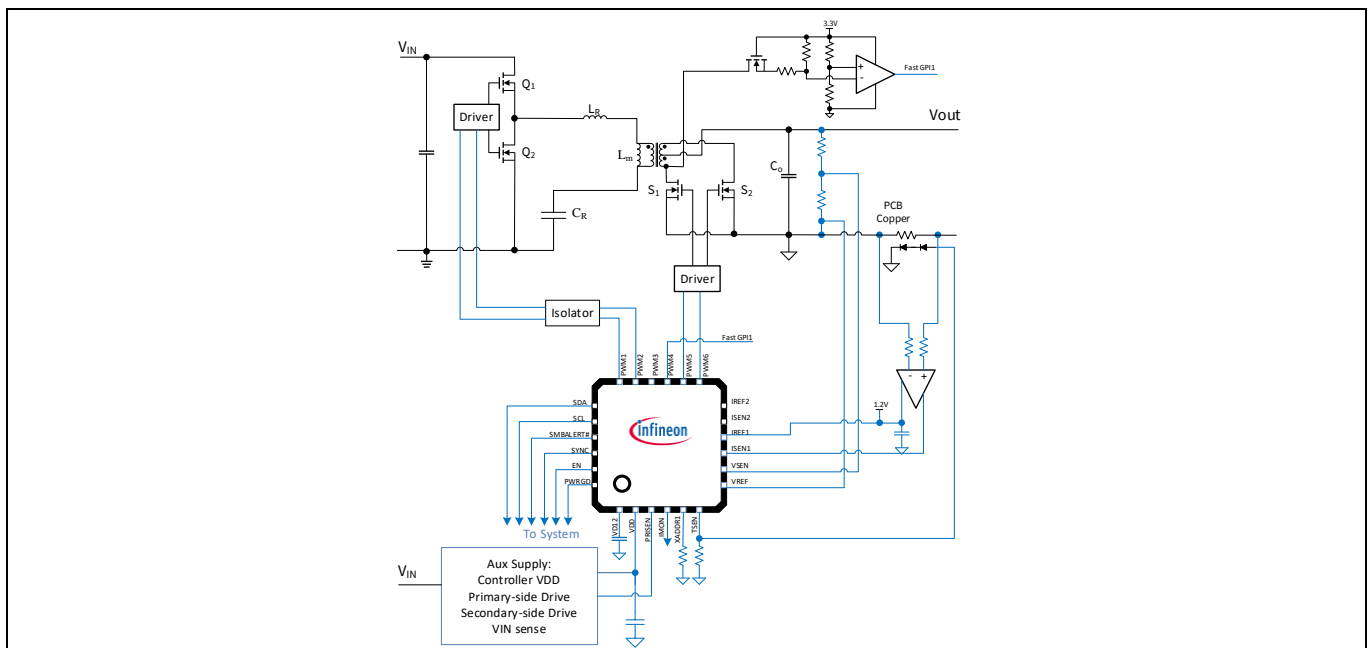 3.3V
VIN
Q1
Fast GPI1
LR
Driver
Vout
Q2
Lm
Co
S1
S2
PCB
Copper
CR
Driver
Isolator
Fast GPI1
PWM1
PWM2
PWM3
PWM4
PWM5
PWM6
SDA
SCL
SMBALERT#
SYNC
EN
PWRGD
infineon
IREF2
ISEN2
IREF1
ISEN1
VSEN
VREF
1.2V
+
-
-
+
VD12
VDD
PRISEN
IMON
XADDR1
TSEN
To System
VIN
Aux Supply:
Controller VDD
Primary-side Drive
Secondary-side Drive
VIN sense